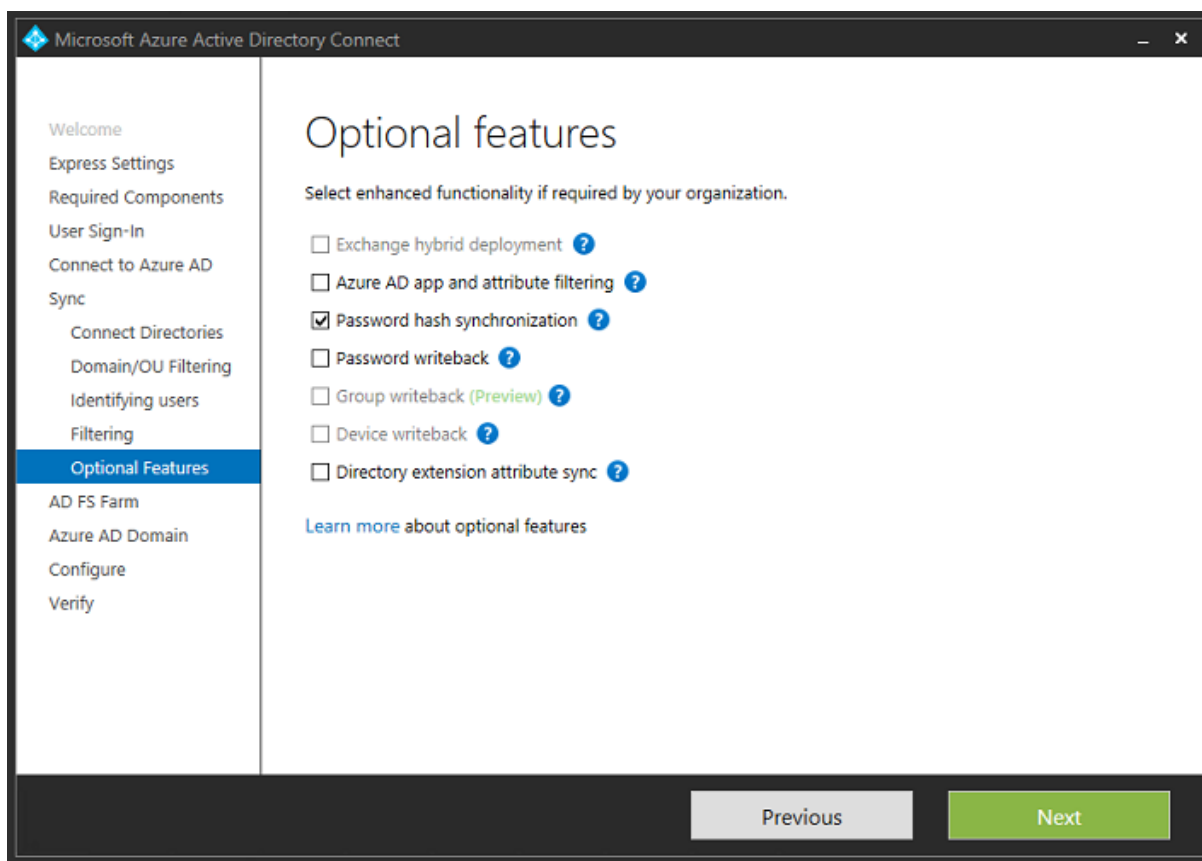 Microsoft Azure Active Directory Connect
Welcome
Express Settings
Required Components
User Sign-In
Connect to Azure AD
Sync
Connect Directories
Domain/OU Filtering
Identifying users
Filtering
Optional Features
AD FS Farm
Azure AD Domain
Configure
Verify
Optional features
Select enhanced functionality if required by your organization.
Exchange hybrid deployment ?
Azure AD app and attribute filtering ?
Password hash synchronization ?
Password writeback ?
Group writeback (Preview) ?
Device writeback ?
Directory extension attribute sync ?
Learn more about optional features
Previous
Next